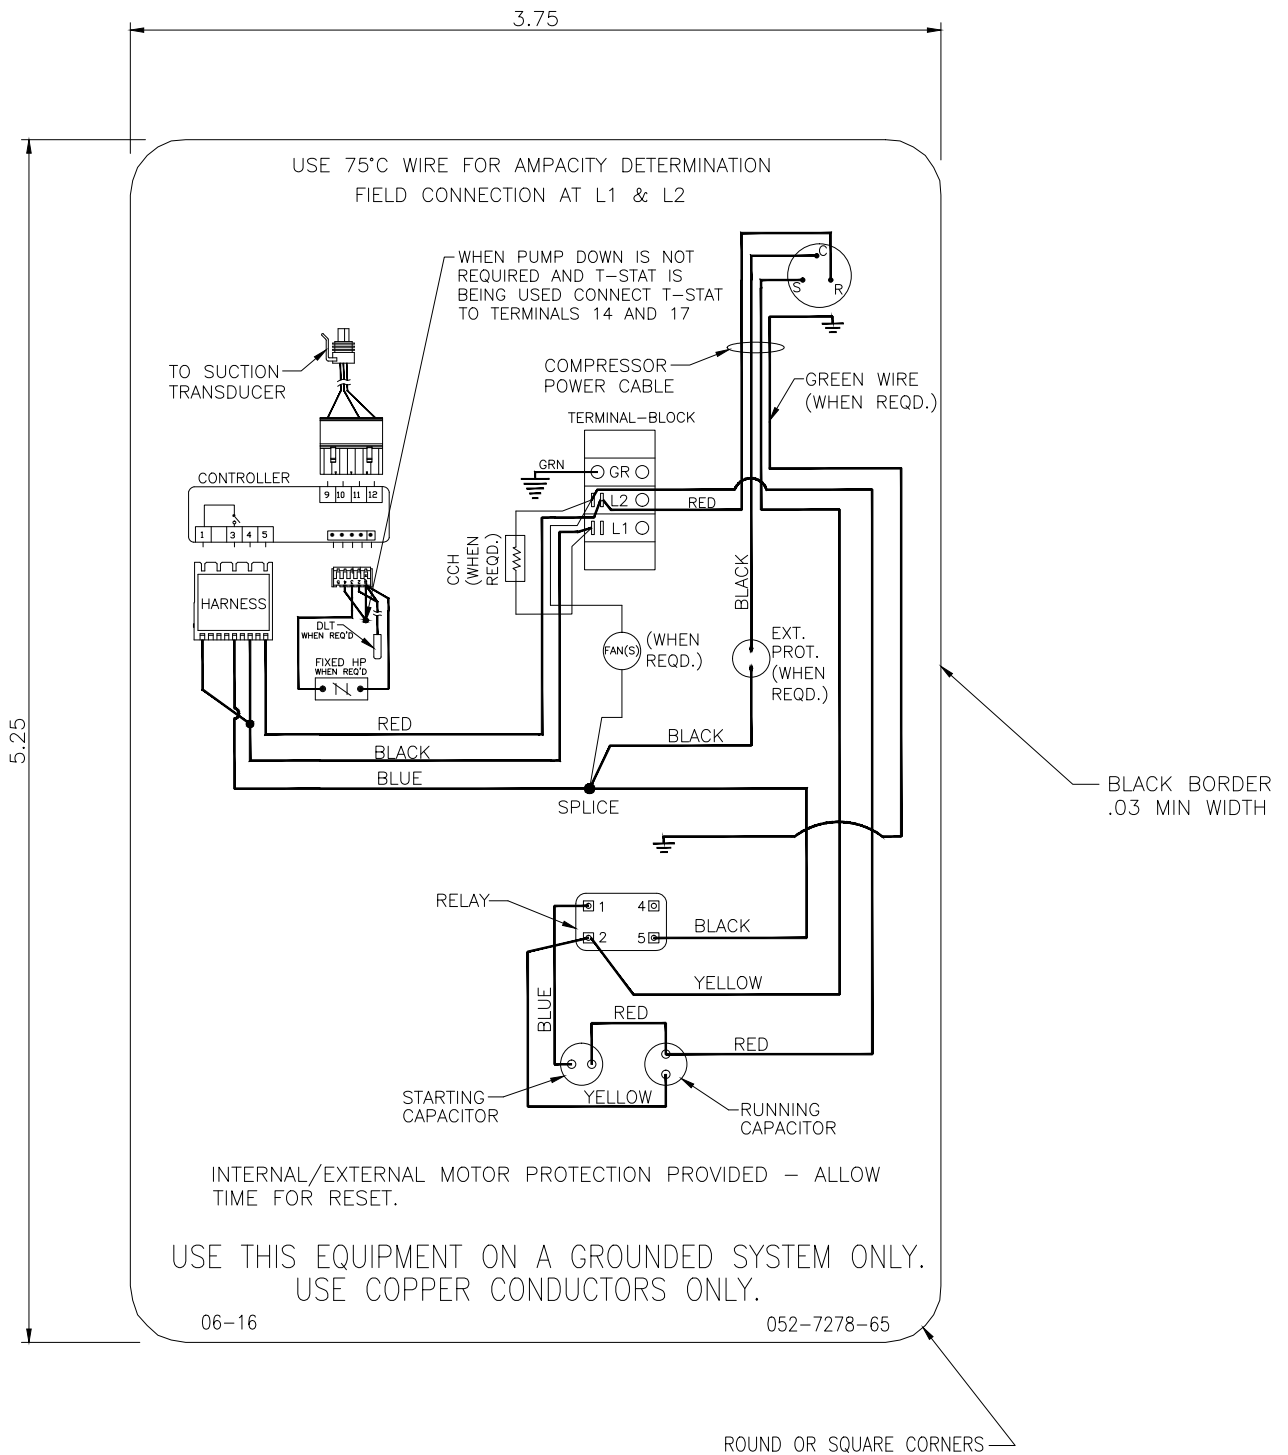 3.75
5.25
USE 75°C WIRE FOR AMPACITY DETERMINATION
FIELD CONNECTION AT L1 & L2
WHEN PUMP DOWN IS NOT
REQUIRED AND T-STAT IS
BEING USED CONNECT T-STAT
TO TERMINALS 14 AND 17
C
S
R
TO SUCTION
TRANSDUCER
COMPRESSOR
POWER CABLE
GREEN WIRE
(WHEN REQD.)
TERMINAL-BLOCK
CONTROLLER
GRN
GR
9 10 11 12
L2
RED
1 3 4 5
L1
CCH
(WHEN
REQD.)
BLACK
HARNESS
DLT
WHEN REQ'D
FIXED HP
WHEN REQ'D
FAN(S)
(WHEN
REQD.)
EXT.
PROT.
(WHEN
REQD.)
RED
BLACK
BLACK
BLUE
SPLICE
BLACK BORDER
.03 MIN WIDTH
RELAY
1 4
2 5
BLACK
YELLOW
BLUE
RED
RED
STARTING
CAPACITOR
YELLOW
RUNNING
CAPACITOR
INTERNAL/EXTERNAL MOTOR PROTECTION PROVIDED - ALLOW
TIME FOR RESET.
USE THIS EQUIPMENT ON A GROUNDED SYSTEM ONLY.
USE COPPER CONDUCTORS ONLY.
06-16
052-7278-65
ROUND OR SQUARE CORNERS